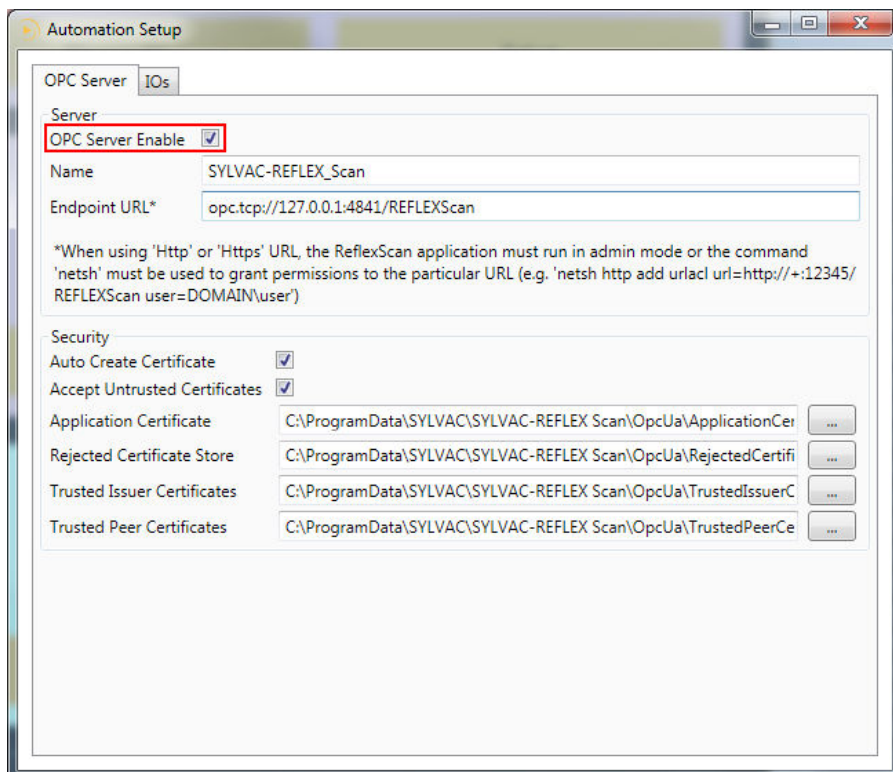 Automation Setup
OPC Server IOs
Server
OPC Server Enable
Name SYLVAC-REFLEX_Scan
Endpoint URL* opc.tcp://127.0.0.1:4841/REFLEXScan
*When using 'Http' or 'Https' URL, the ReflexScan application must run in admin mode or the command
'netsh' must be used to grant permissions to the particular URL (e.g. 'netsh http add urlacl url=http://+:12345/
REFLEXScan user=DOMAIN\user')
Security
Auto Create Certificate
Accept Untrusted Certificates
Application Certificate C:\ProgramData\SYLVAC\SYLVAC-REFLEX Scan\OpcUa\ApplicationCer ...
Rejected Certificate Store C:\ProgramData\SYLVAC\SYLVAC-REFLEX Scan\OpcUa\RejectedCertifi ...
Trusted Issuer Certificates C:\ProgramData\SYLVAC\SYLVAC-REFLEX Scan\OpcUa\TrustedIssuerC ...
Trusted Peer Certificates C:\ProgramData\SYLVAC\SYLVAC-REFLEX Scan\OpcUa\TrustedPeerCe ...